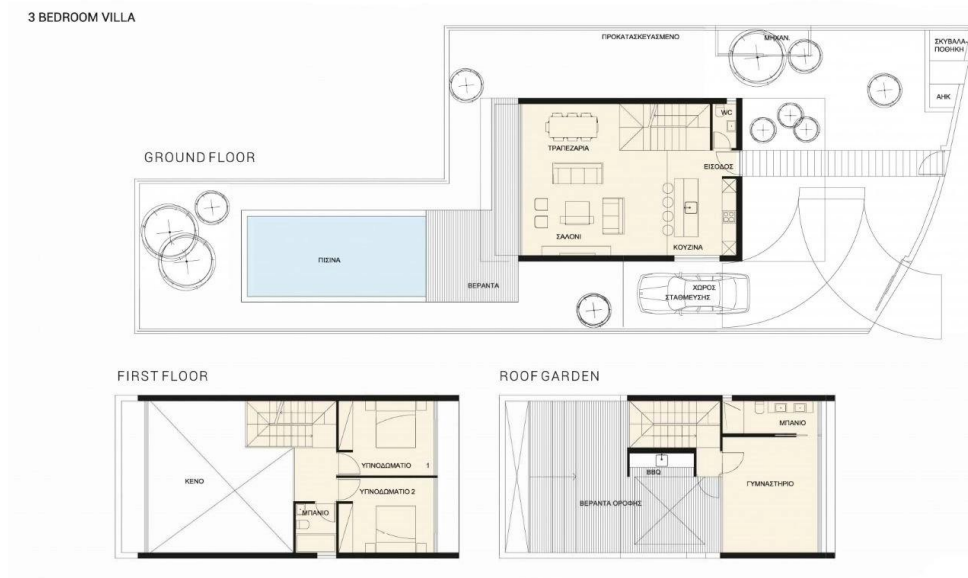 3 BEDROOM VILLA
ΠΡΟΚΑΤΑΣΚΕΥΑΣΜΕΝΟ
ΜΗΧΑΝ.
ΣΚΥΒΑΛΑ-
ΠΟΘΗΚΗ
ΑΗΚ
WC
GROUND FLOOR
ΤΡΑΠΕΖΑΡΙΑ
ΕΙΣΟΔΟΣ
ΣΑΛΟΝΙ
ΚΟΥΖΙΝΑ
ΠΙΣΙΝΑ
ΒΕΡΑΝΤΑ
ΧΩΡΟΣ
ΣΤΑΘΜΕΥΣΗΣ
FIRST FLOOR
ΚΕΝΟ
ΥΠΝΟΔΩΜΑΤΙΟ 1
ΥΠΝΟΔΩΜΑΤΙΟ 2
ΜΠΑΝΙΟ
ROOF GARDEN
ΜΠΑΝΙΟ
BBQ
ΓΥΜΝΑΣΤΗΡΙΟ
ΒΕΡΑΝΤΑ ΟΡΟΦΗΣ